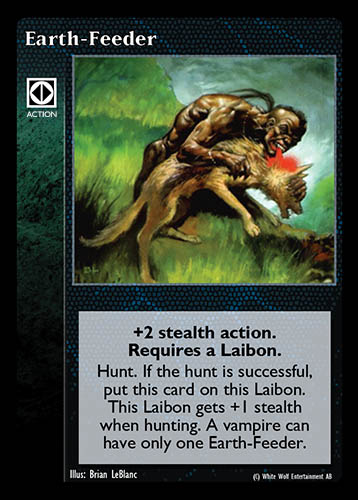 Earth-Feeder
ACTION
+2 stealth action.
Requires a Laibon.
Hunt. If the hunt is successful,
put this card on this Laibon.
This Laibon gets +1 stealth
when hunting. A vampire can
have only one Earth-Feeder.
Illus: Brian LeBlanc
(C) White Wolf Entertainment AB